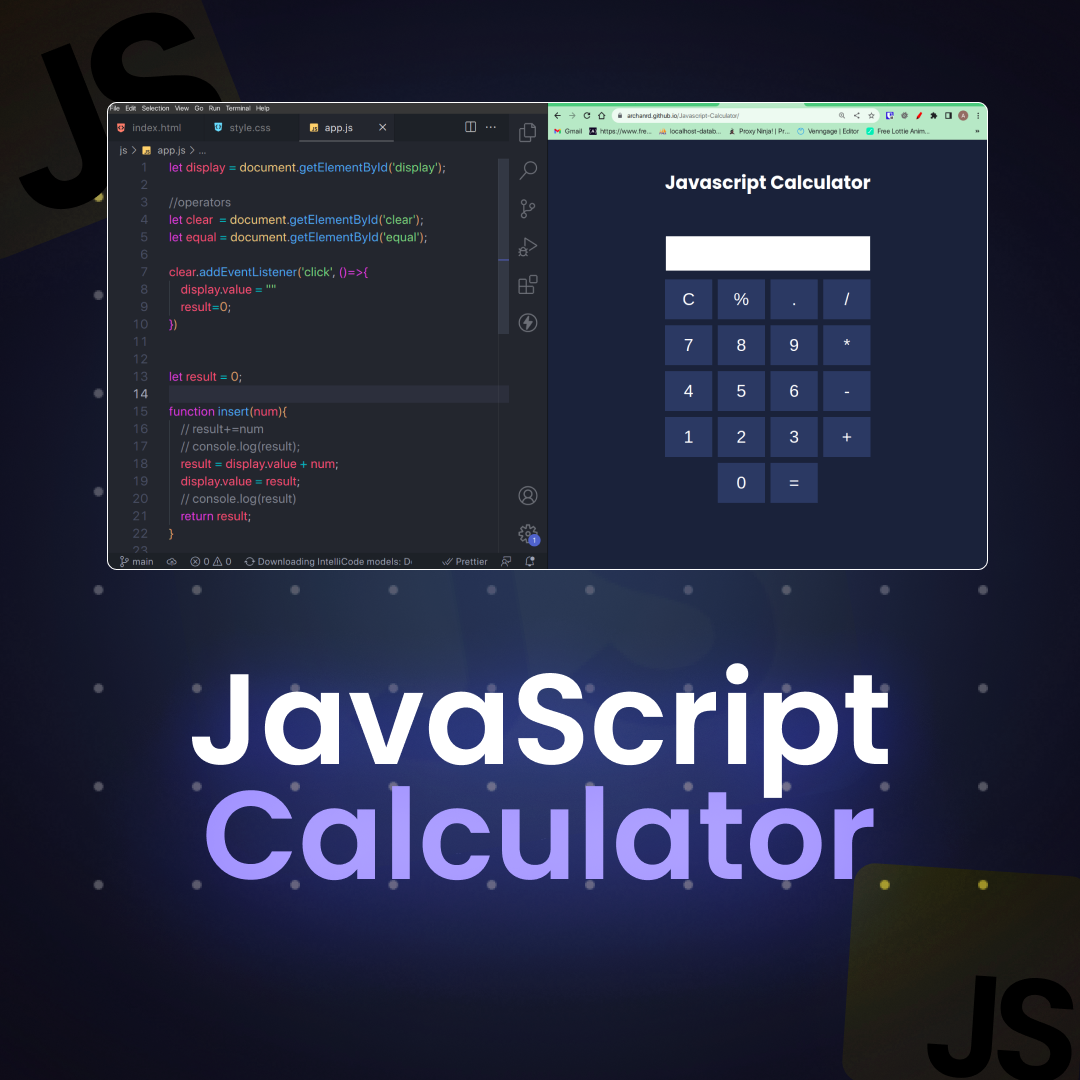 JS
File Edit Selection View Go Run Terminal Help
index.html style.css app.js
js > app.js > ...
1 let display = document.getElementById('display');
2
3 //operators
4 let clear  = document.getElementById('clear');
5 let equal = document.getElementById('equal');
6
7 clear.addEventListener('click', ()=>{
8 display.value = ""
9 result=0;
10 })
11
12
13 let result = 0;
14
15 function insert(num){
16 // result+=num
17 // console.log(result);
18 result = display.value + num;
19 display.value = result;
20 // console.log(result)
21 return result;
22 }
23
1
main 0 0 Downloading IntelliCode models: D Prettier
archanrd.github.io/Javascript-Calculator/ A
Gmail https://www.fre... localhost-datab... Proxy Ninja! | Pr... Venngage | Editor Free Lottie Anim... »
Javascript Calculator
C % . /
7 8 9 *
4 5 6 -
1 2 3 +
0 =
JavaScript
Calculator
JS